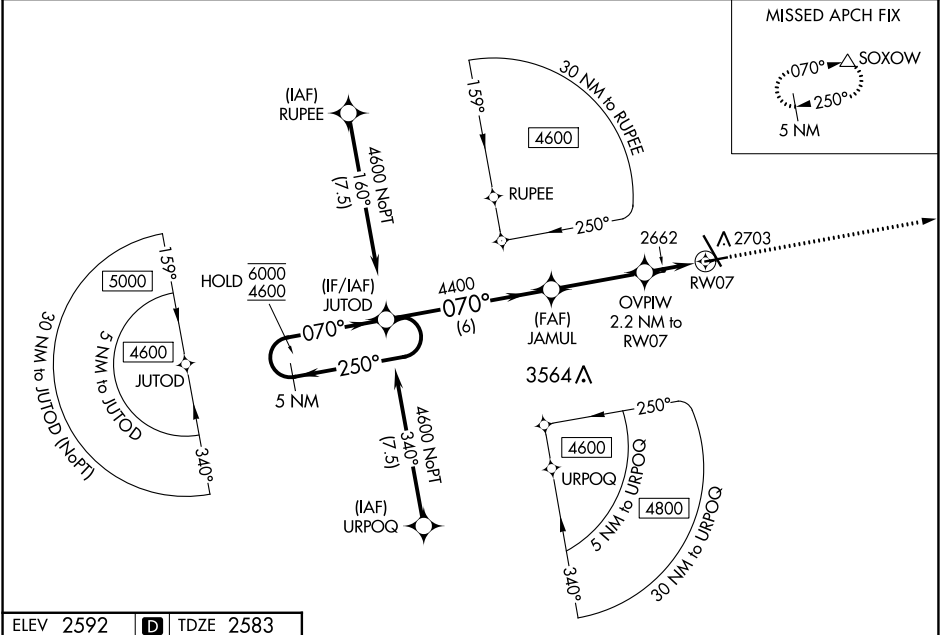 MISSED APCH FIX
070°
SOXOW
250°
5 NM
(IAF)
RUPEE
4600 NoPT
160°
(7.5)
30 NM to RUPEE
159°
4600
RUPEE
250°
159°
5000
4600
JUTOD
5 NM to JUTOD
30 NM to JUTOD (NoPT)
340°
HOLD 6000
4600
(IF/IAF)
JUTOD
070°
250°
5 NM
4400
070°
(6)
(FAF)
JAMUL
OVPIW
2.2 NM to
RW07
2662
2703
RW07
3564
4600 NoPT
340°
(7.5)
(IAF)
URPOQ
250°
4600
URPOQ
4800
5 NM to URPOQ
30 NM to URPOQ
340°
ELEV 2592 D TDZE 2583